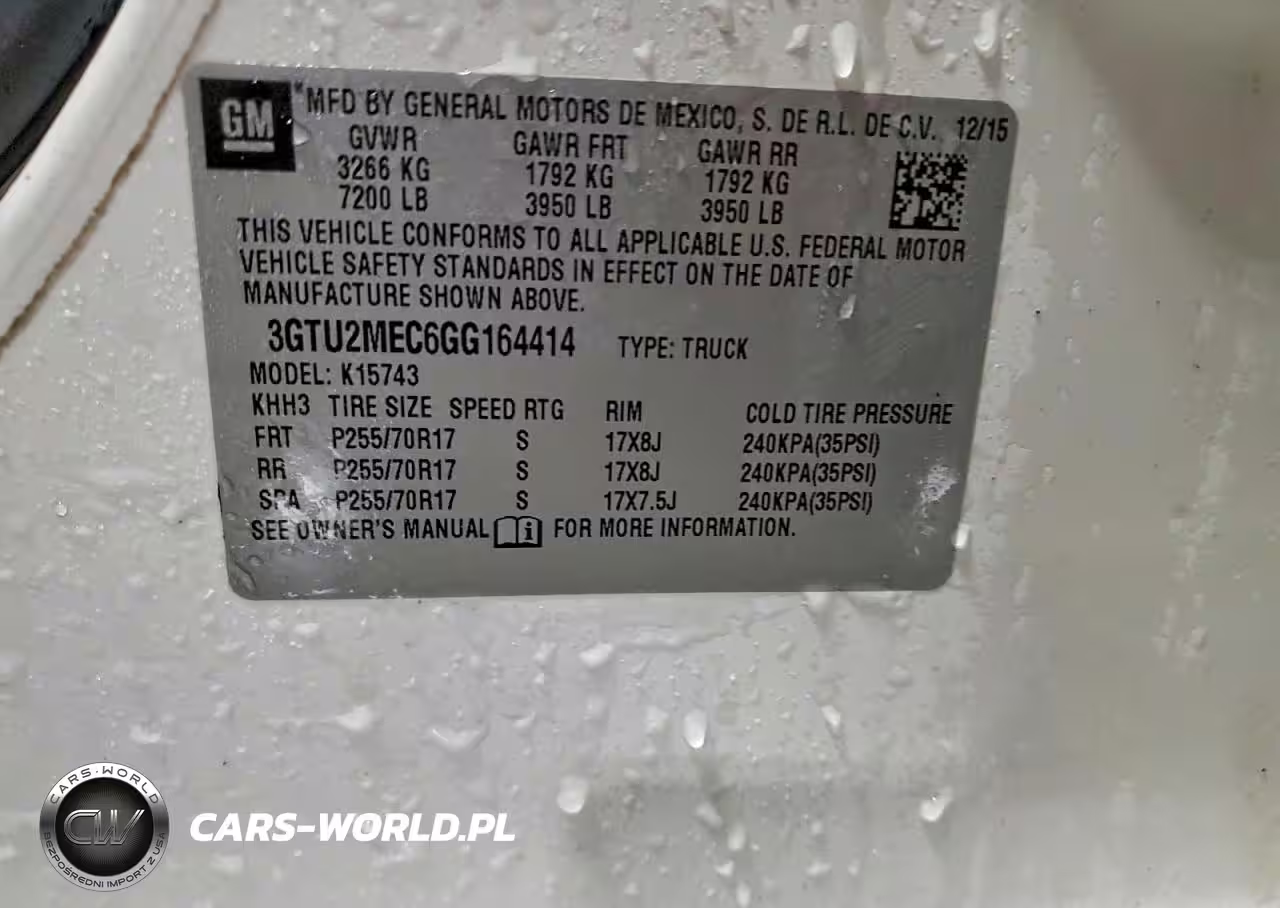 GM
MFD BY GENERAL MOTORS DE MEXICO, S. DE R.L. DE C.V. 12/15
GVWR GAWR FRT GAWR RR
3266 KG 1792 KG 1792 KG
7200 LB 3950 LB 3950 LB
THIS VEHICLE CONFORMS TO ALL APPLICABLE U.S. FEDERAL MOTOR
VEHICLE SAFETY STANDARDS IN EFFECT ON THE DATE OF
MANUFACTURE SHOWN ABOVE.
3GTU2MEC6GG164414 TYPE: TRUCK
MODEL: K15743
KHH3 TIRE SIZE SPEED RTG RIM COLD TIRE PRESSURE
FRT P255/70R17 S 17X8J 240KPA(35PSI)
RR P255/70R17 S 17X8J 240KPA(35PSI)
SPA P255/70R17 S 17X7.5J 240KPA(35PSI)
SEE OWNER'S MANUAL FOR MORE INFORMATION.
CARS-WORLD
CW
BEZPOŚREDNI IMPORT Z USA
CARS-WORLD.PL